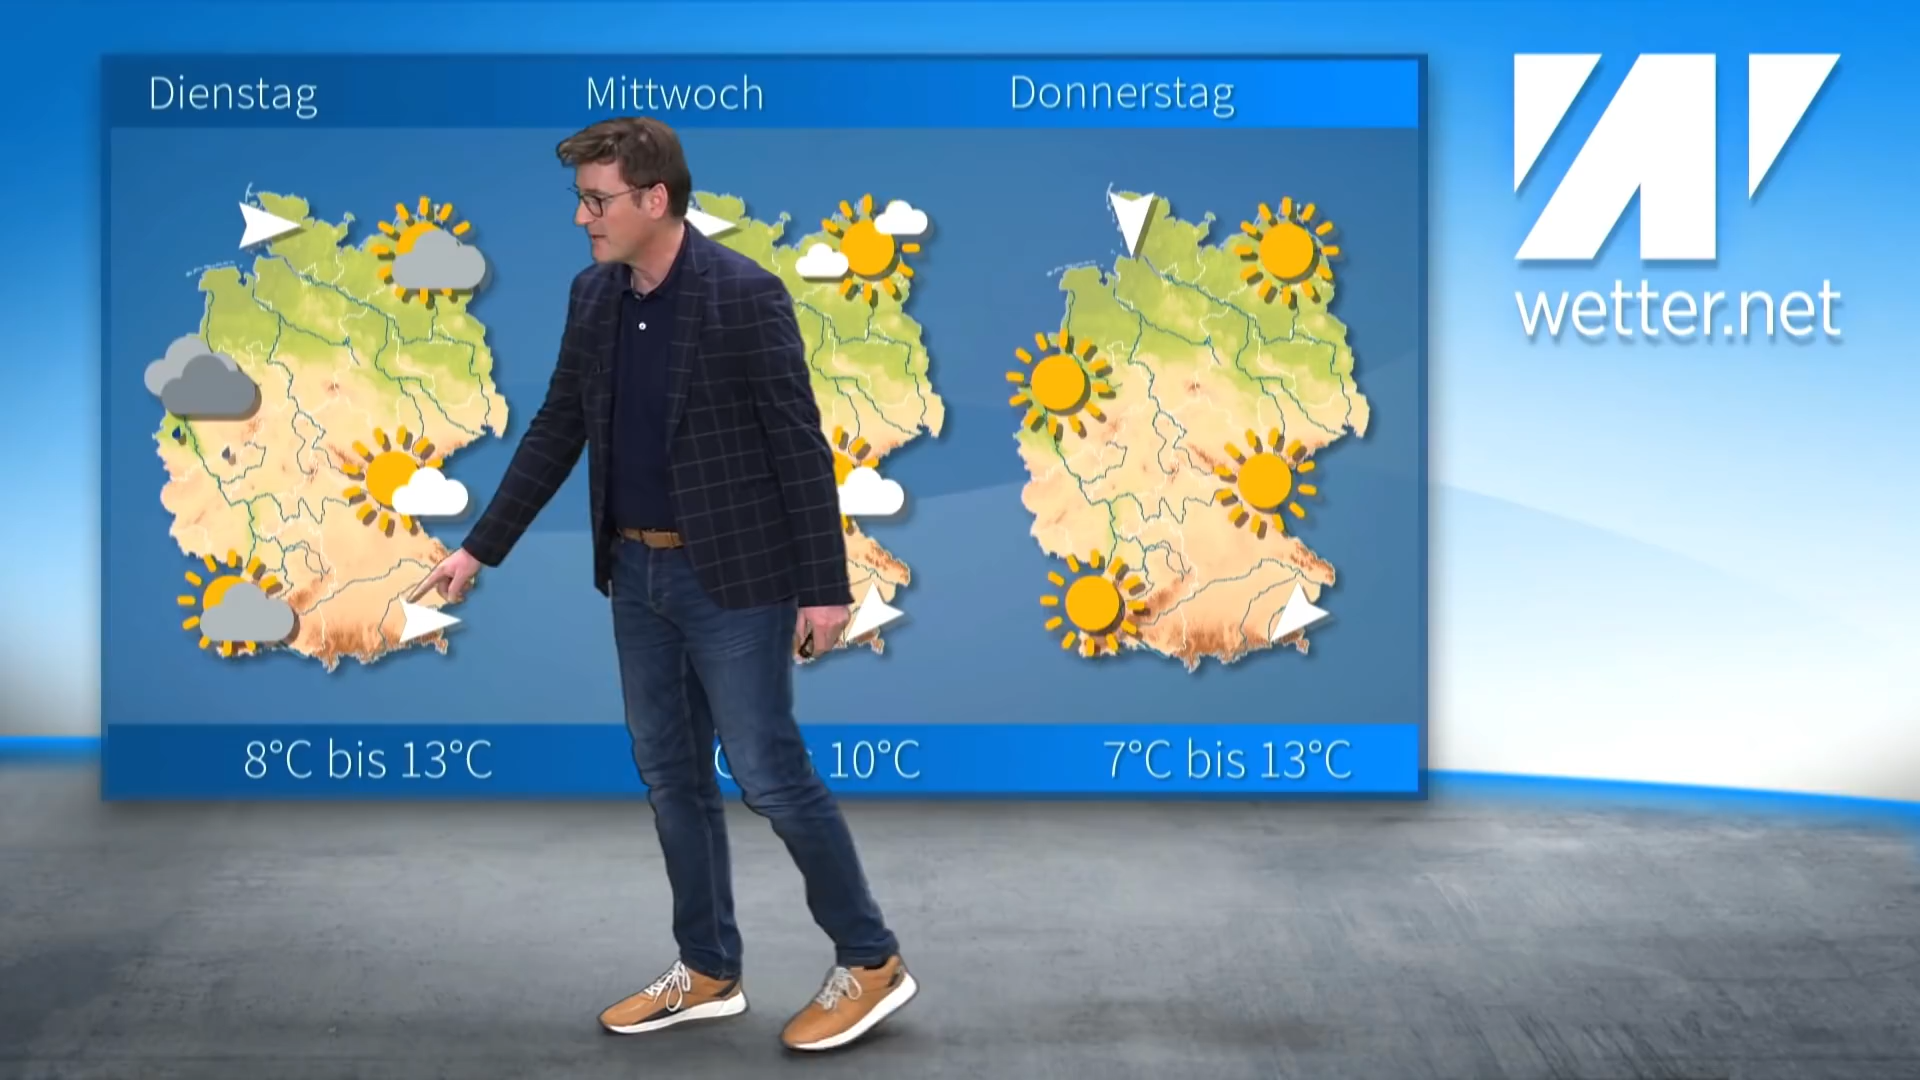 Dienstag
Mittwoch
Donnerstag
wetter.net
8°C bis 13°C
10°C
7°C bis 13°C